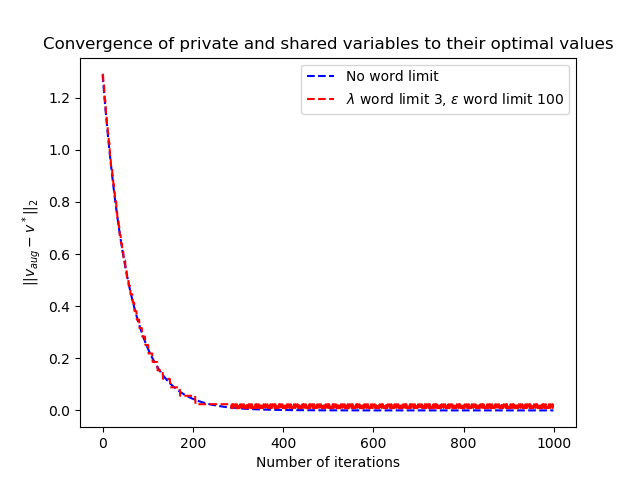 Convergence of private and shared variables to their optimal values
No word limit
λ word limit 3, ε word limit 100
||v_{aug} − v*||_2
1.2
1.0
0.8
0.6
0.4
0.2
0.0
0 200 400 600 800 1000
Number of iterations